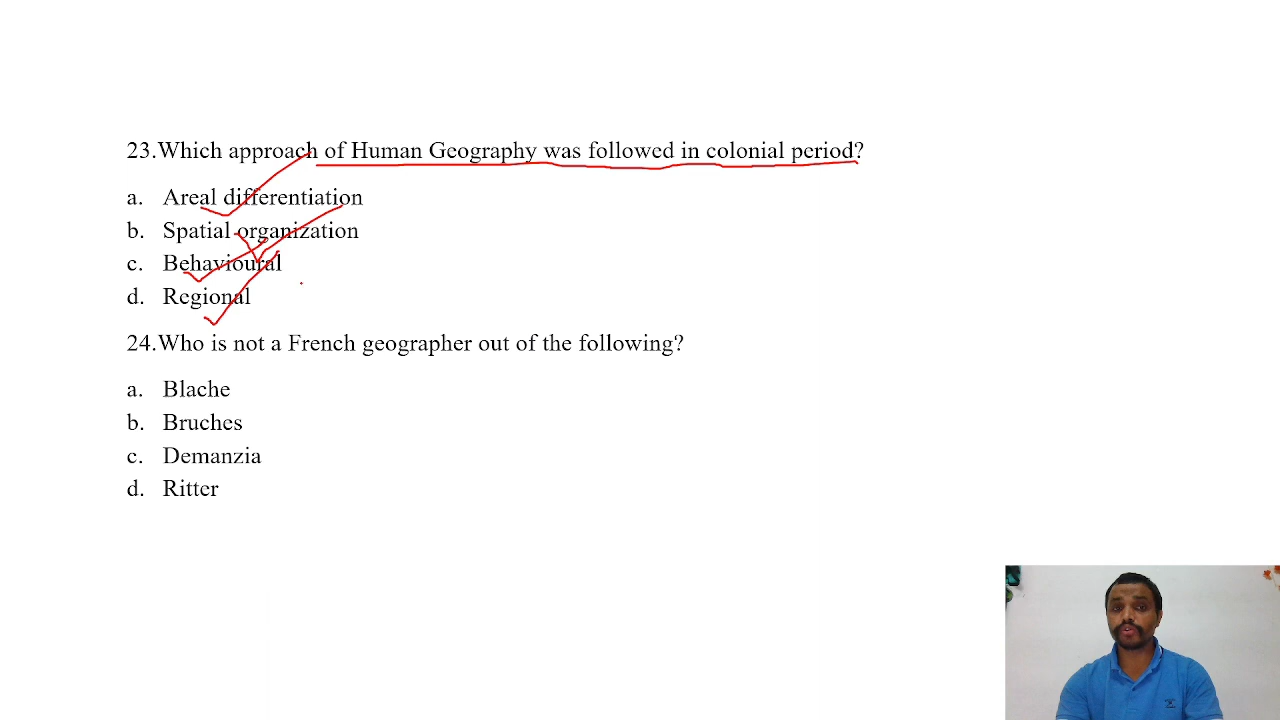 23.Which approach of Human Geography was followed in colonial period?
a. Areal differentiation
b. Spatial organization
c. Behavioural
d. Regional
24.Who is not a French geographer out of the following?
a. Blache
b. Bruches
c. Demanzia
d. Ritter